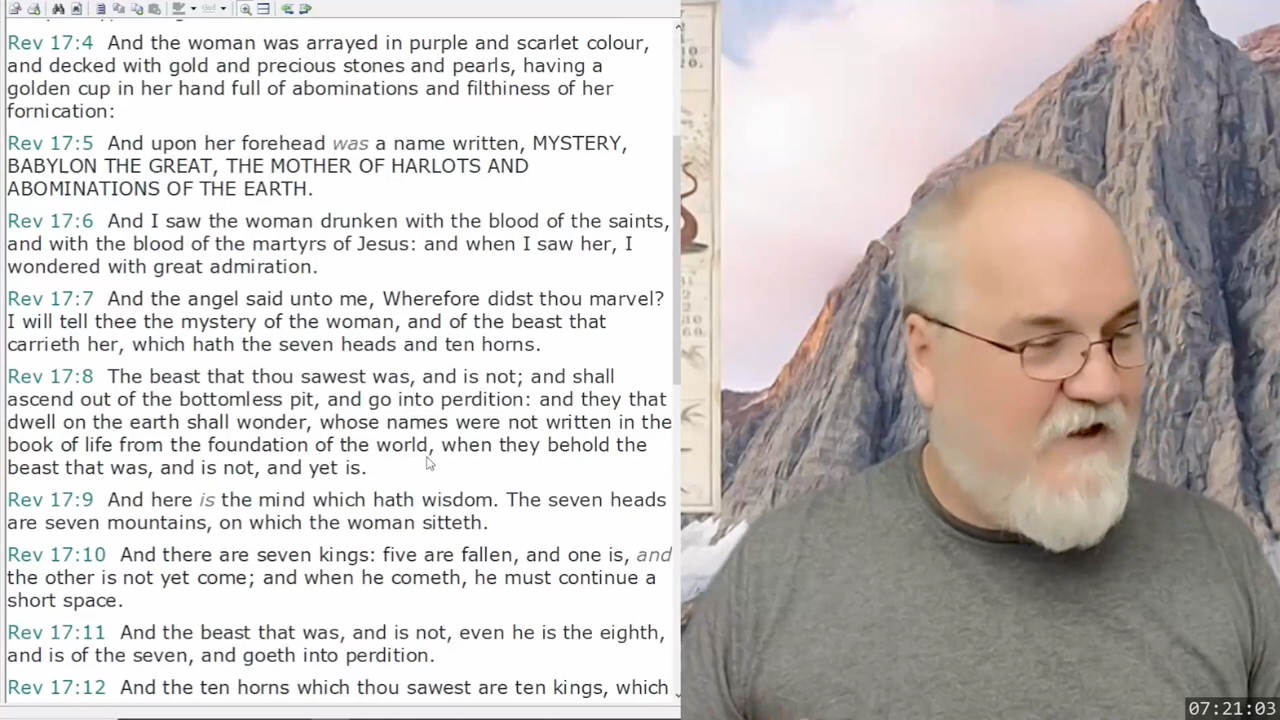 Rev 17:4 And the woman was arrayed in purple and scarlet colour,
and decked with gold and precious stones and pearls, having a
golden cup in her hand full of abominations and filthiness of her
fornication:
Rev 17:5 And upon her forehead was a name written, MYSTERY,
BABYLON THE GREAT, THE MOTHER OF HARLOTS AND
ABOMINATIONS OF THE EARTH.
Rev 17:6 And I saw the woman drunken with the blood of the saints,
and with the blood of the martyrs of Jesus: and when I saw her, I
wondered with great admiration.
Rev 17:7 And the angel said unto me, Wherefore didst thou marvel?
I will tell thee the mystery of the woman, and of the beast that
carrieth her, which hath the seven heads and ten horns.
Rev 17:8 The beast that thou sawest was, and is not; and shall
ascend out of the bottomless pit, and go into perdition: and they that
dwell on the earth shall wonder, whose names were not written in the
book of life from the foundation of the world, when they behold the
beast that was, and is not, and yet is.
Rev 17:9 And here is the mind which hath wisdom. The seven heads
are seven mountains, on which the woman sitteth.
Rev 17:10 And there are seven kings: five are fallen, and one is, and
the other is not yet come; and when he cometh, he must continue a
short space.
Rev 17:11 And the beast that was, and is not, even he is the eighth,
and is of the seven, and goeth into perdition.
Rev 17:12 And the ten horns which thou sawest are ten kings, which
07:21:03